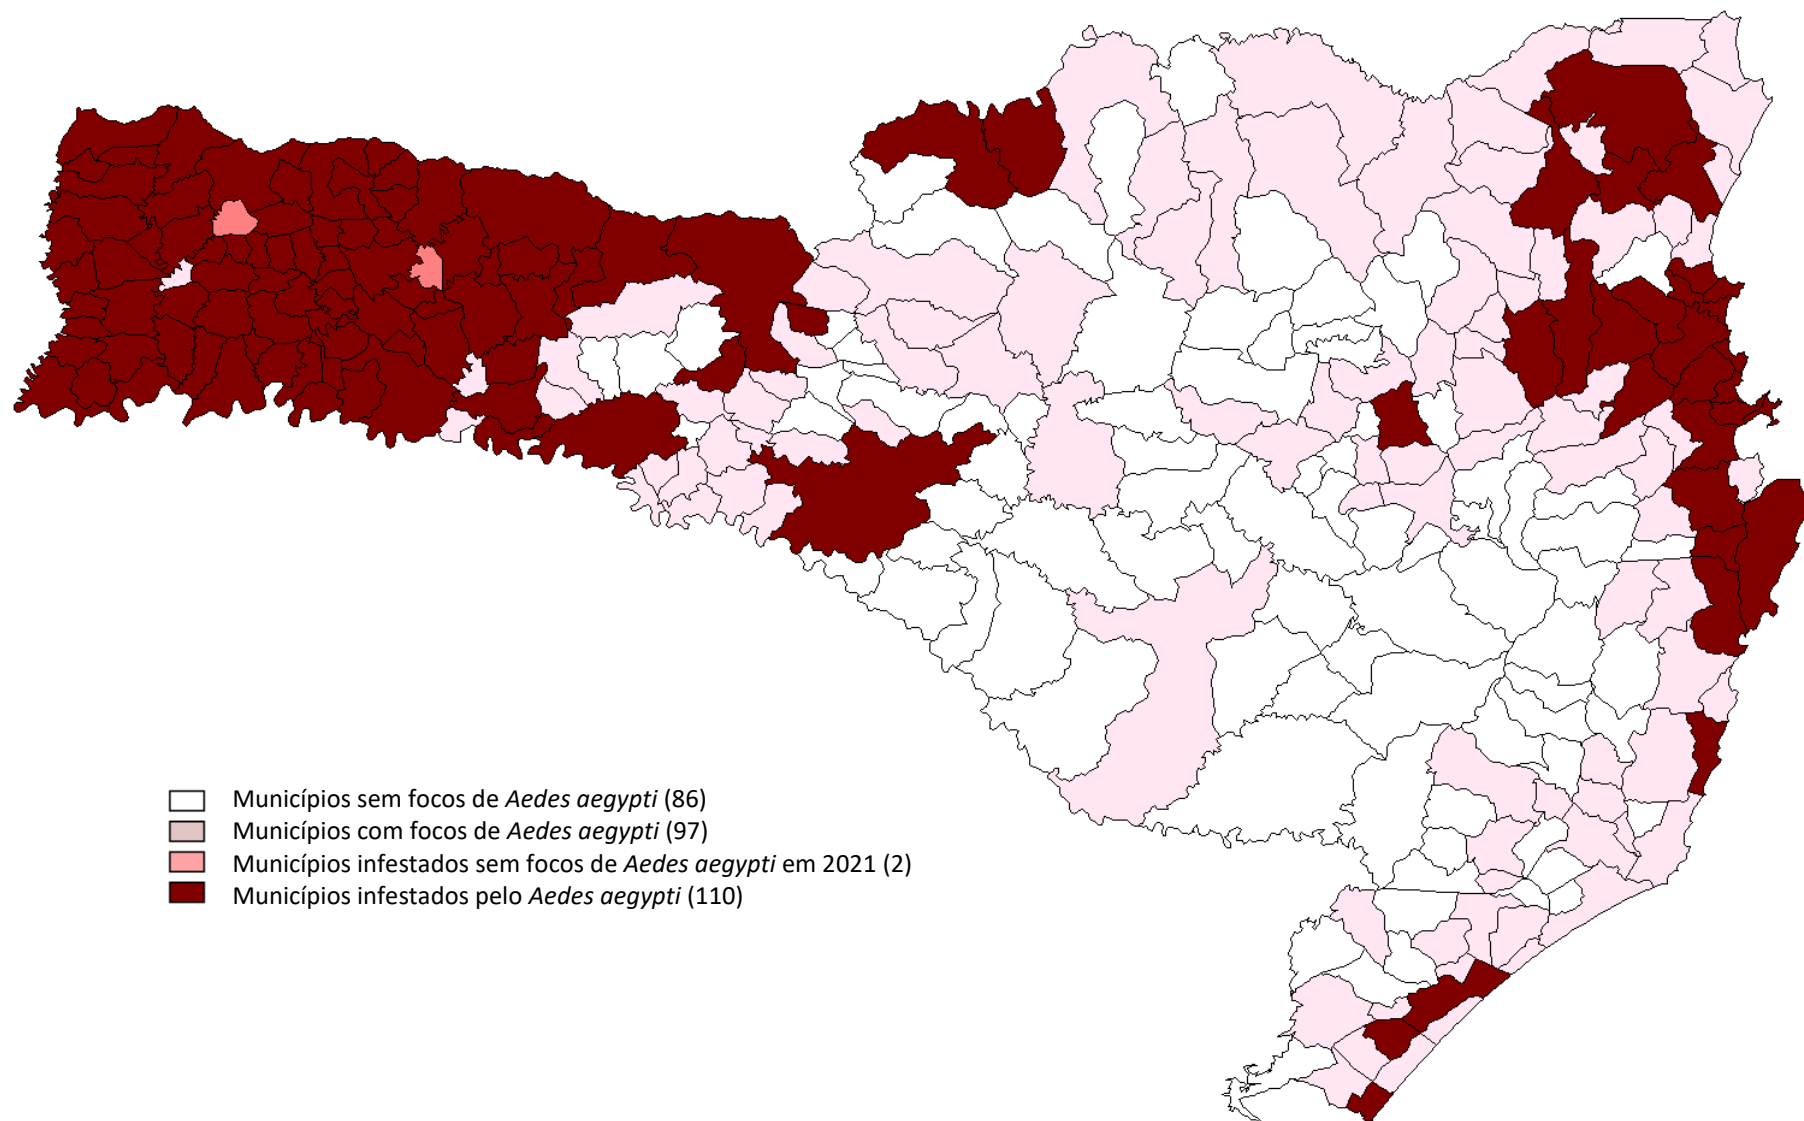 Municípios sem focos de Aedes aegypti (86)
Municípios com focos de Aedes aegypti (97)
Municípios infestados sem focos de Aedes aegypti em 2021 (2)
Municípios infestados pelo Aedes aegypti (110)